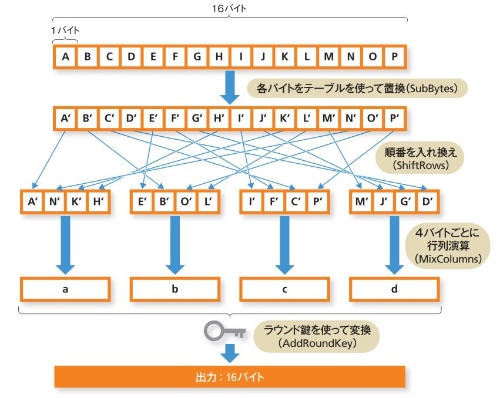 16バイト
1バイト
A B C D E F G H I J K L M N O P
各バイトをテーブルを使って置換(SubBytes)
A' B' C' D' E' F' G' H' I' J' K' L' M' N' O' P'
順番を入れ換え
(ShiftRows)
A' N' K' H' E' B' O' L' I' F' C' P' M' J' G' D'
4バイトごとに
行列演算
(MixColumns)
a b c d
ラウンド鍵を使って変換
(AddRoundKey)
出力：16バイト